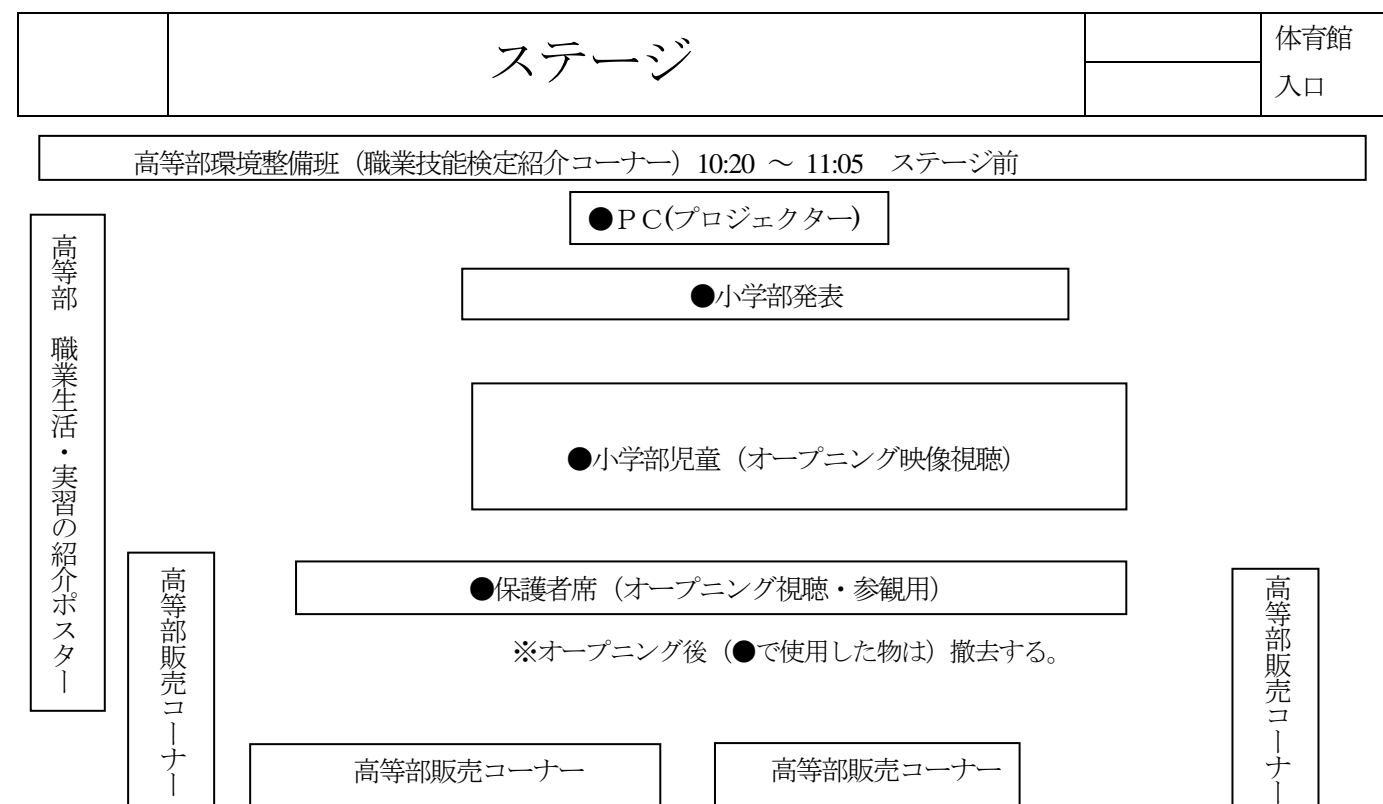 ステージ
体育館
入口
高等部環境整備班（職業技能検定紹介コーナー）10:20 ～ 11:05　ステージ前
●ＰＣ(プロジェクター)
●小学部発表
高等部　職業生活・実習の紹介ポスター
●小学部児童（オープニング映像視聴）
●保護者席（オープニング視聴・参観用）
※オープニング後（●で使用した物は）撤去する。
高等部販売コーナー
高等部販売コーナー
高等部販売コーナー
高等部販売コーナー